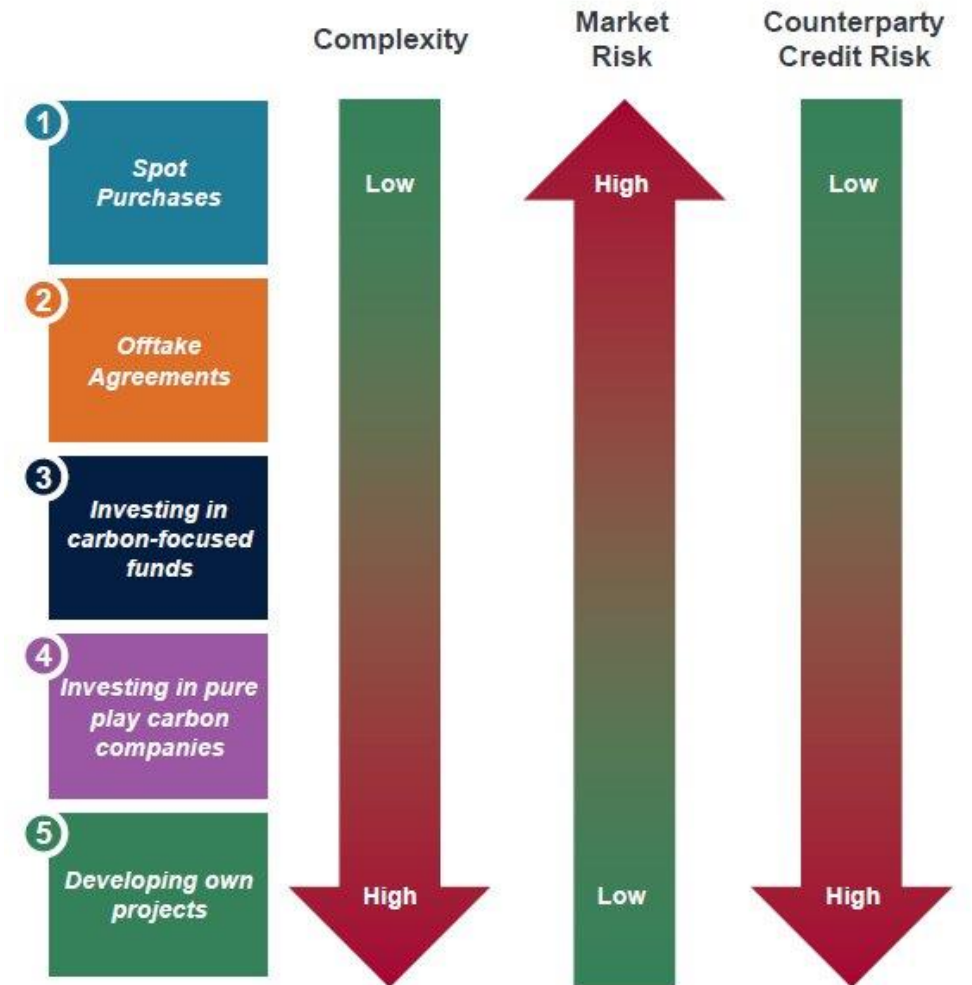 Complexity
Market
Risk
Counterparty
Credit Risk
1
Spot
Purchases
Low
High
Low
2
Offtake
Agreements
3
Investing in
carbon-focused
funds
4
Investing in pure
play carbon
companies
5
Developing own
projects
High
Low
High